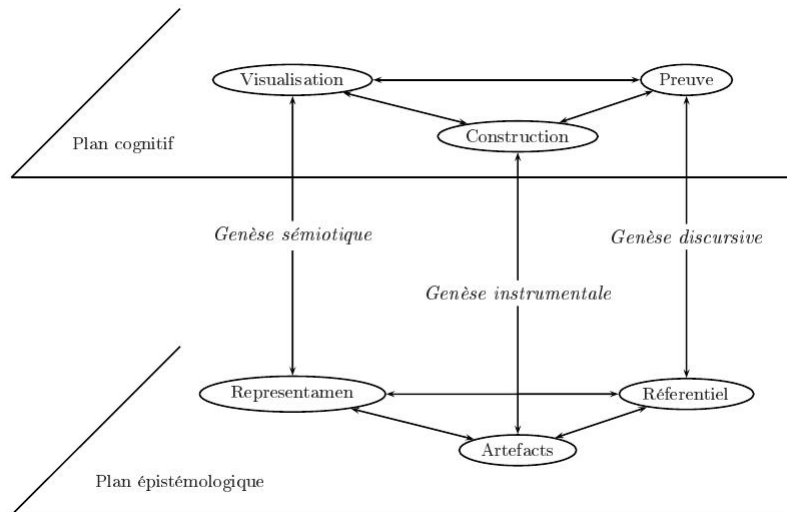 Visualisation
Preuve
Construction
Plan cognitif
Genèse sémiotique
Genèse discursive
Genèse instrumentale
Representamen
Réferentiel
Artefacts
Plan épistémologique